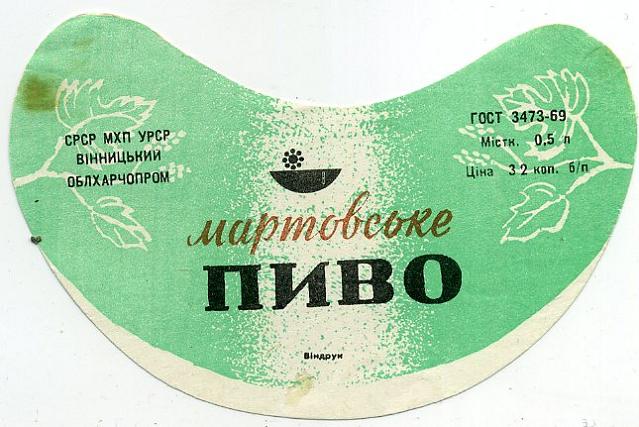 СРСР МХП УРСР
ВІННИЦЬКИЙ
ОБЛХАРЧОПРОМ
ГОСТ 3473-69
Містк. 0,5 л
Ціна 32 коп. б/п
мартовське
ПИВО
Віндрук